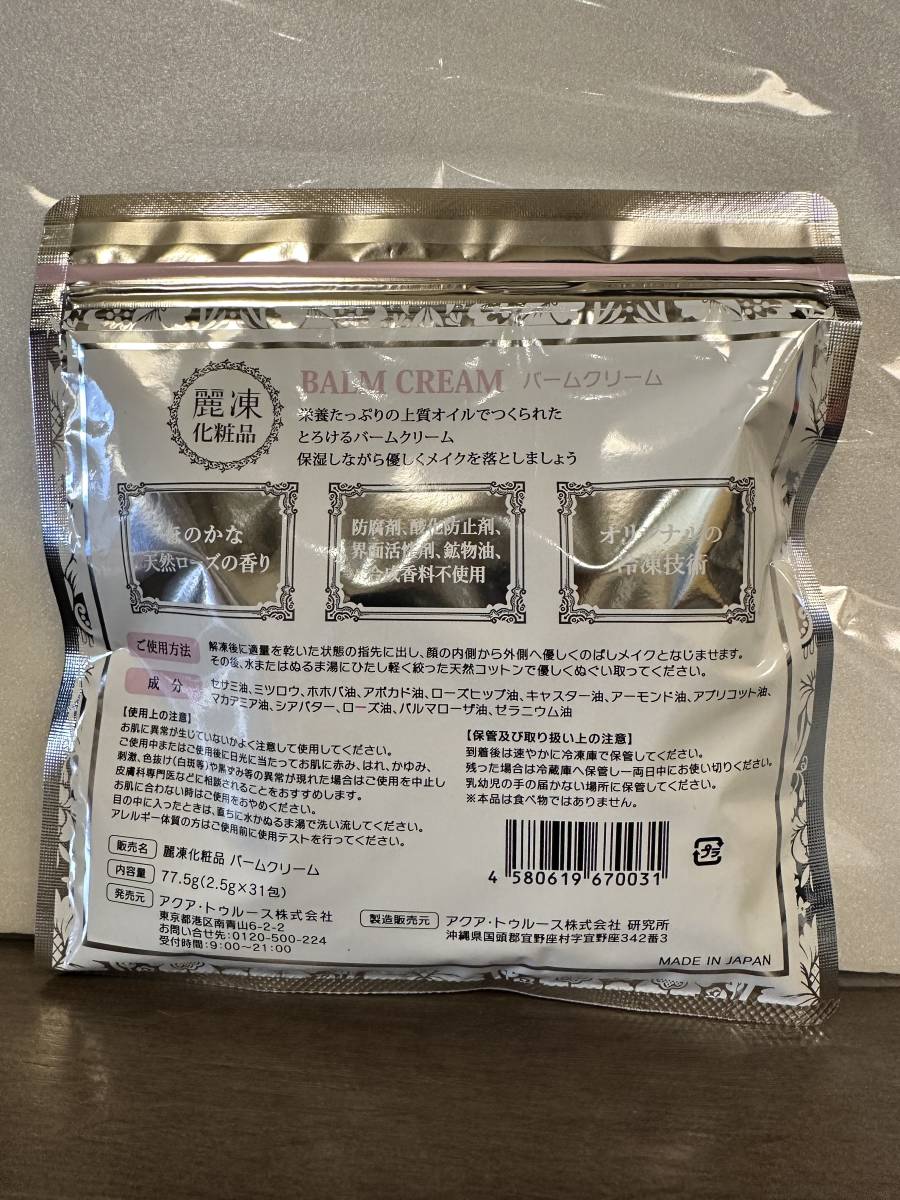 麗凍
化粧品
BALM CREAM バームクリーム
栄養たっぷりの上質オイルでつくられた
とろけるバームクリーム
保湿しながら優しくメイクを落としましょう
ほのかな
天然ローズの香り
防腐剤、酸化防止剤、
界面活性剤、鉱物油、
合成香料不使用
オリジナルの
冷凍技術
ご使用方法
解凍後に適量を乾いた状態の指先に出し、顔の内側から外側へ優しくのばしメイクとなじませます。
その後、水またはぬるま湯にひたし軽く絞った天然コットンで優しくぬぐい取ってください。
成分
セサミ油、ミツロウ、ホホバ油、アボカド油、ローズヒップ油、キャスター油、アーモンド油、アプリコット油、
マカデミア油、シアバター、ローズ油、パルマローザ油、ゼラニウム油
【使用上の注意】
お肌に異常が生じていないかよく注意して使用してください。
ご使用中またはご使用後に日光に当たってお肌に赤み、はれ、かゆみ、
刺激、色抜け(白斑等)や黒ずみ等の異常が現れた場合はご使用を中止し
皮膚科専門医などに相談されることをおすすめします。
お肌に合わない時はご使用をおやめください。
目の中に入ったときは、直ちに水かぬるま湯で洗い流してください。
アレルギー体質の方はご使用前に使用テストを行ってください。
【保管及び取り扱い上の注意】
到着後は速やかに冷凍庫で保管してください。
残った場合は冷蔵庫へ保管し一両日中にお使い切りください。
乳幼児の手の届かない場所に保管してください。
※本品は食べ物ではありません。
販売名 麗凍化粧品 バームクリーム
内容量 77.5g(2.5g×31包)
発売元 アクア・トゥルース株式会社
東京都港区南青山6-2-2
お問い合せ先:0120-500-224
受付時間:9:00〜21:00
4 580619 670031
プラ
製造販売元 アクア・トゥルース株式会社 研究所
沖縄県国頭郡宜野座村字宜野座342番3
MADE IN JAPAN